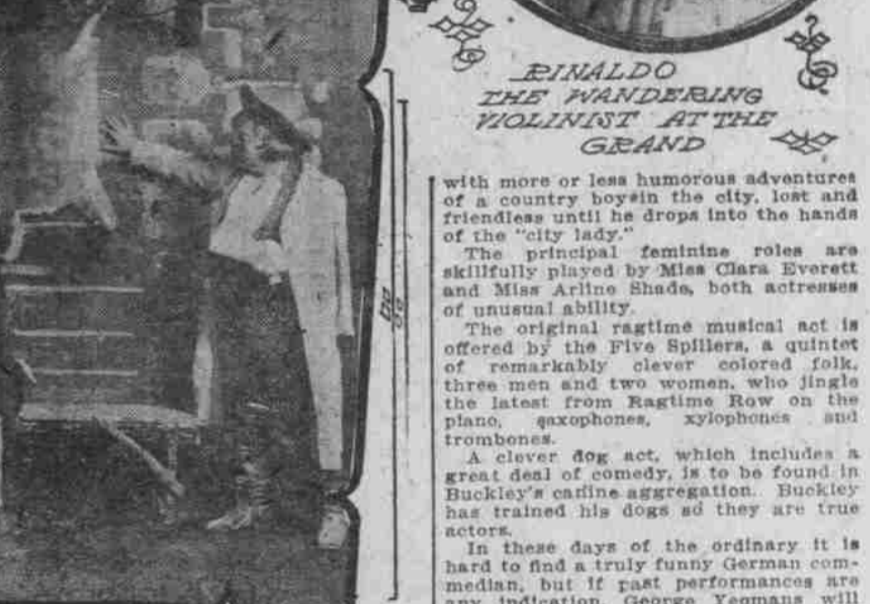 RINALDO
THE WANDERING
VIOLINIST AT THE
GRAND
with more or less humorous adventures
of a country boy in the city, lost and
friendless until he drops into the hands
of the "city lady."
The principal feminine roles are
skillfully played by Miss Clara Everett
and Miss Arline Shade, both actresses
of unusual ability.
The original ragtime musical act is
offered by the Five Spillers, a quintet
of remarkably clever colored folk,
three men and two women, who jingle
the latest from Ragtime Row on the
piano, saxophones, xylophones and
trombones.
A clever dog act, which includes a
great deal of comedy, is to be found in
Buckley's canine aggregation. Buckley
has trained his dogs so they are true
actors.
In these days of the ordinary it is
hard to find a truly funny German com-
median, but if past performances are
any indication, George Yeomans will